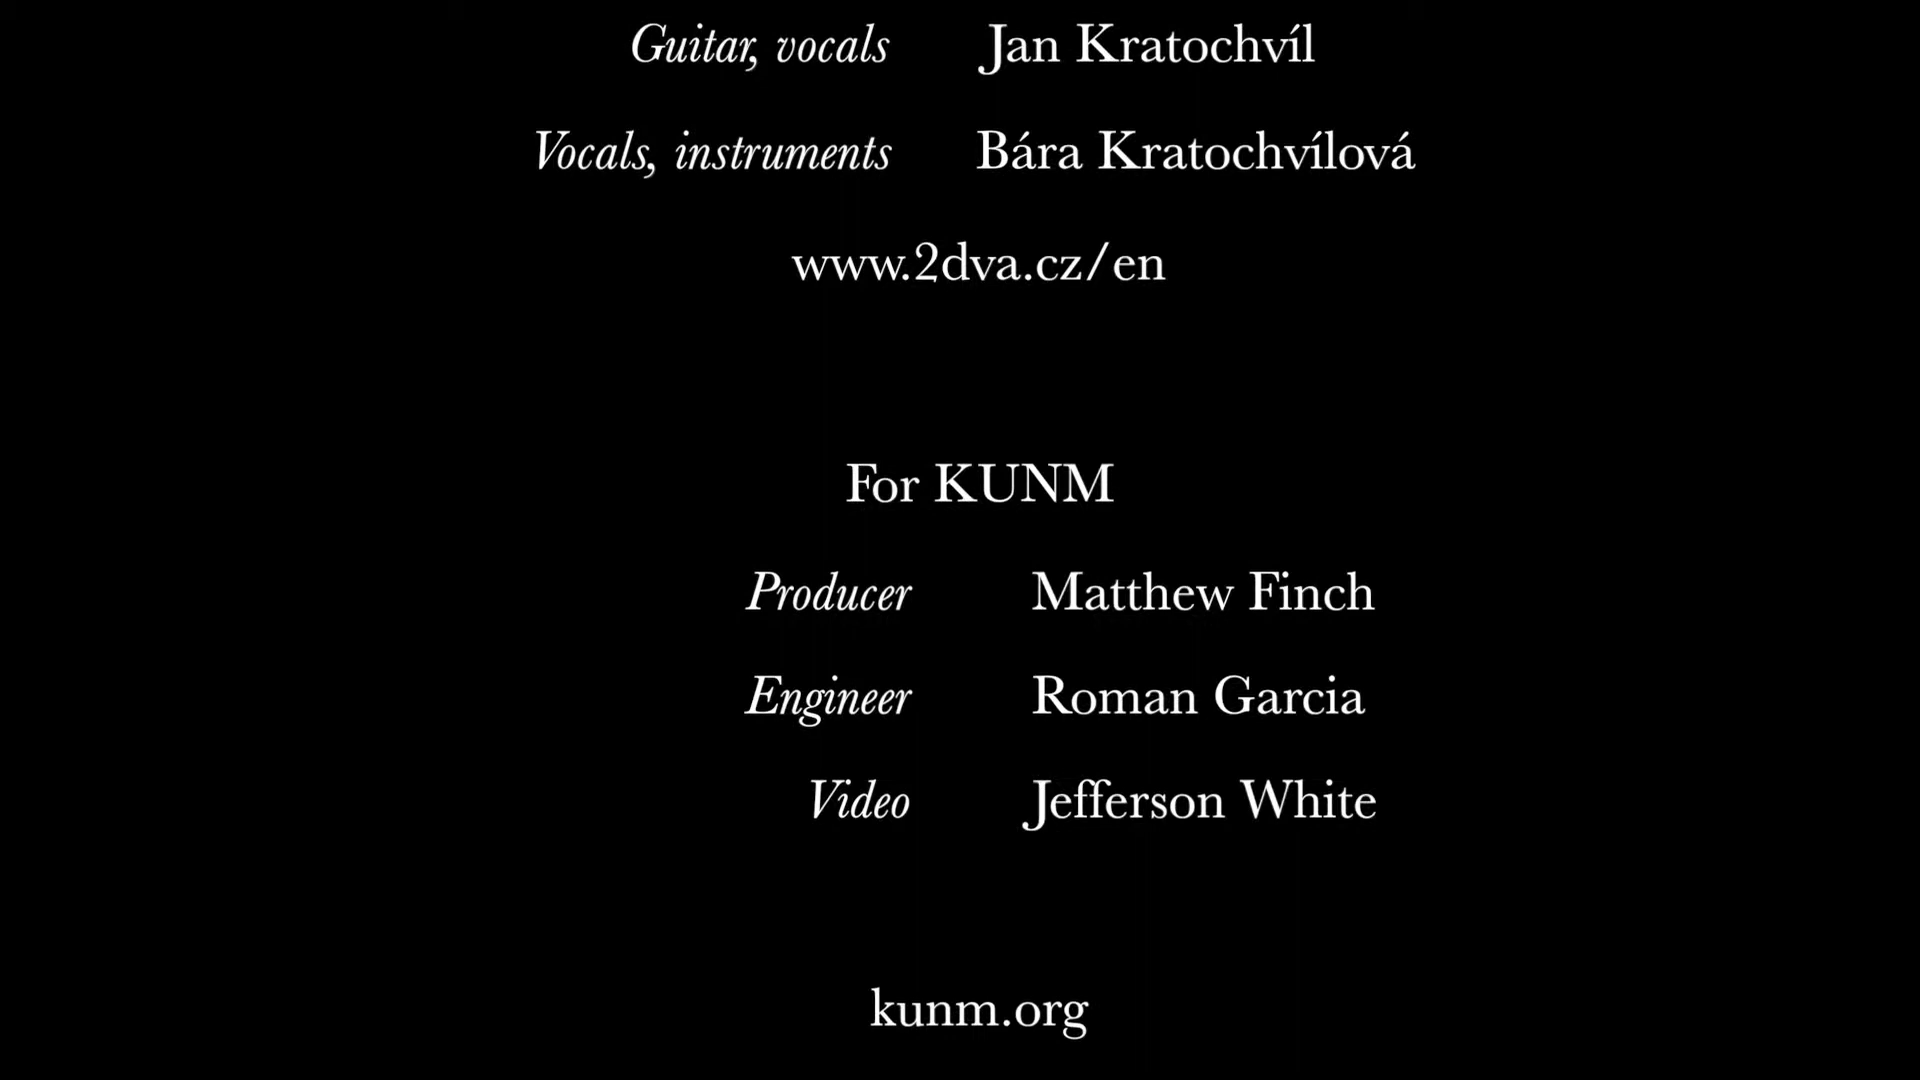 Guitar, vocals Jan Kratochvíl
Vocals, instruments Bára Kratochvílová
www.2dva.cz/en
For KUNM
Producer Matthew Finch
Engineer Roman Garcia
Video Jefferson White
kunm.org